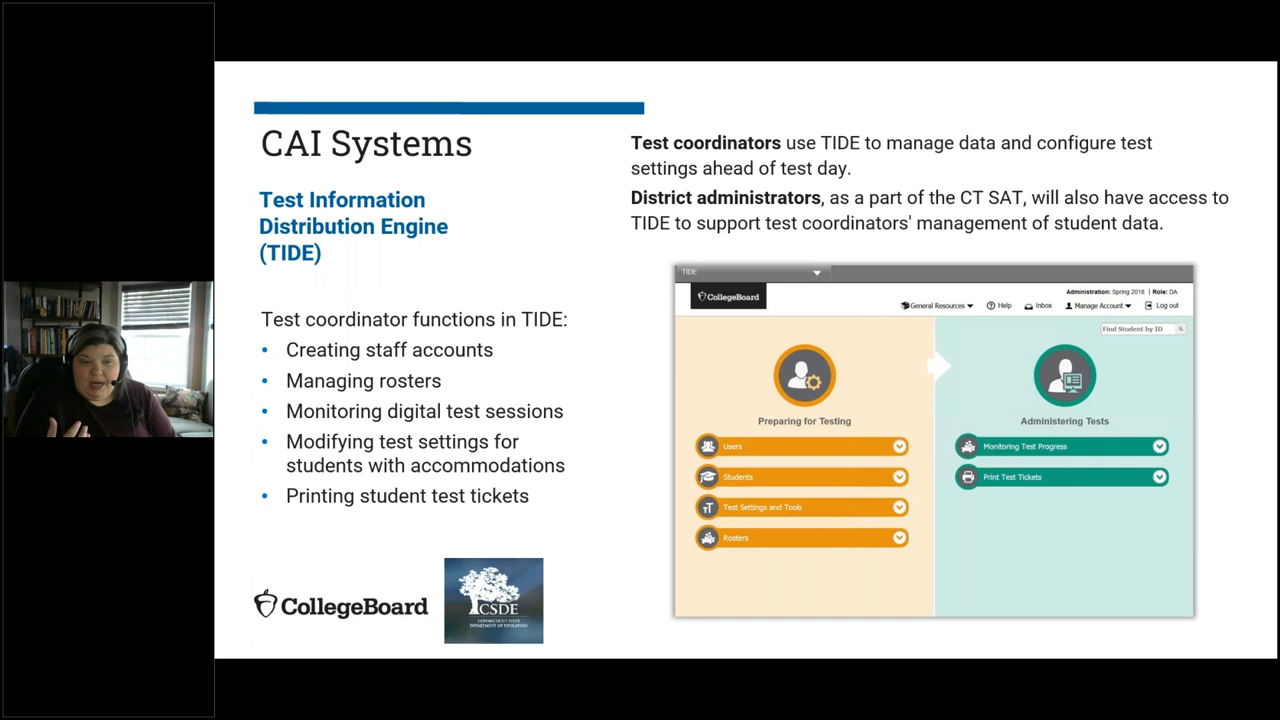 CAI Systems
Test Information
Distribution Engine
(TIDE)
Test coordinator functions in TIDE:
• Creating staff accounts
• Managing rosters
• Monitoring digital test sessions
• Modifying test settings for
students with accommodations
• Printing student test tickets
CollegeBoard
CSDE
CONNECTICUT STATE
DEPARTMENT OF EDUCATION
Test coordinators use TIDE to manage data and configure test
settings ahead of test day.
District administrators, as a part of the CT SAT, will also have access to
TIDE to support test coordinators' management of student data.
TIDE
CollegeBoard
Administration: Spring 2018 | Role: DA
General Resources Help Inbox Manage Account Log out
Find Student by ID
Preparing for Testing
Users
Students
Test Settings and Tools
Rosters
Administering Tests
Monitoring Test Progress
Print Test Tickets